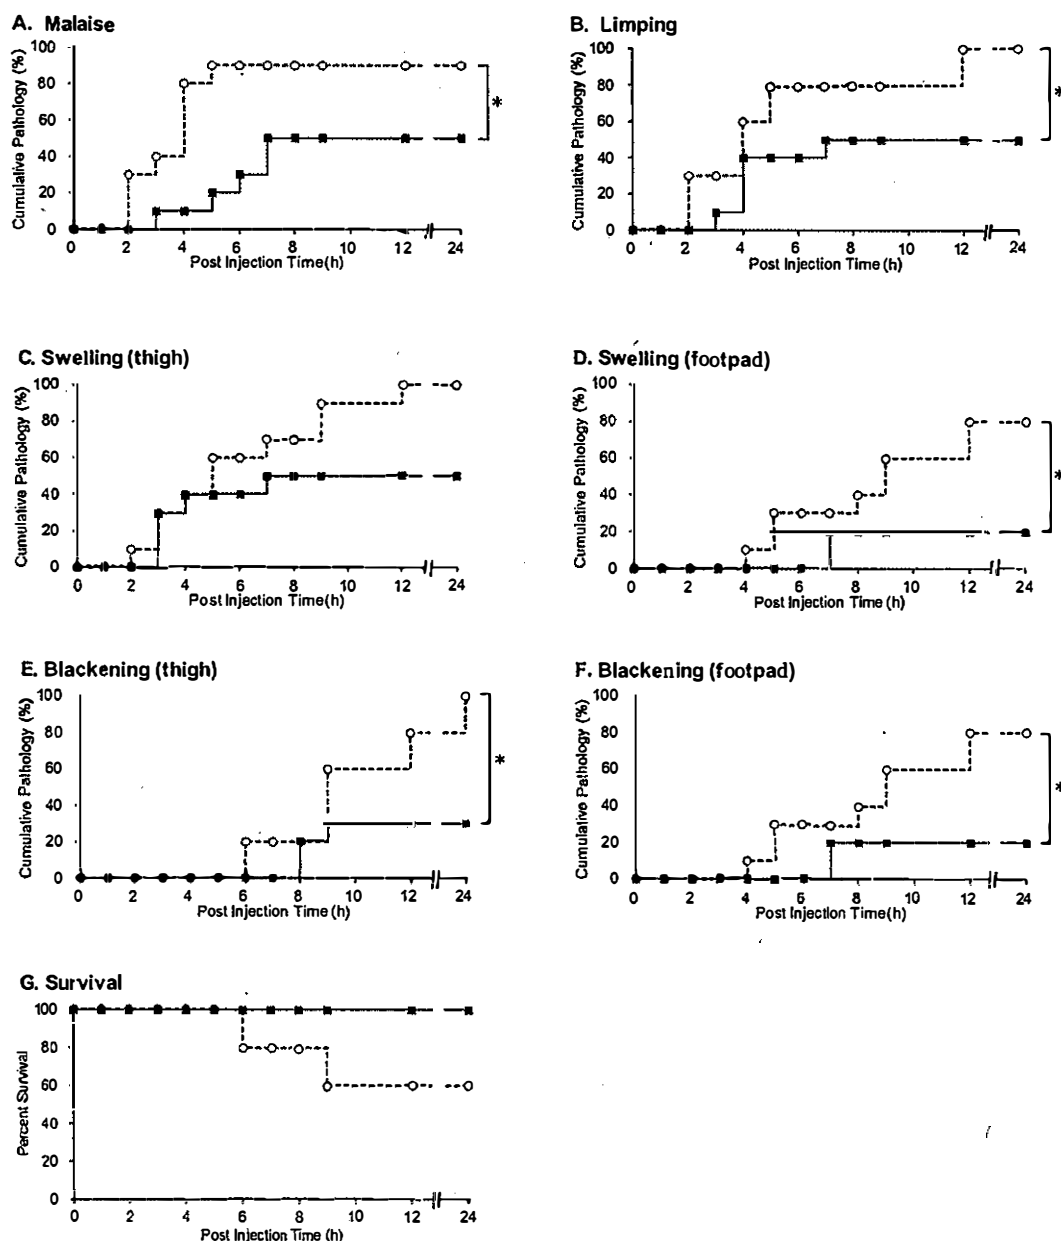 A. Malaise
Cumulative Pathology (%)
100
80
60
40
20
0
0 2 4 6 8 10 12 24
Post Injection Time(h)
*
B. Limping
Cumulative Pathology (%)
100
80
60
40
20
0
0 2 4 6 8 10 12 24
Post Injection Time (h)
*
C. Swelling (thigh)
Cumulative Pathology (%)
100
80
60
40
20
0
0 2 4 6 8 10 12 24
Post Injection Time(h)
D. Swelling (footpad)
Cumulative Pathology (%)
100
80
60
40
20
0
0 2 4 6 8 10 12 24
Post Injection Time (h)
*
E. Blackening (thigh)
Cumulative Pathology (%)
100
80
60
40
20
0
0 2 4 6 8 10 12 24
Post Injection Time (h)
*
F. Blackening (footpad)
Cumulative Pathology (%)
100
80
60
40
20
0
0 2 4 6 8 10 12 24
Post Injection Time(h)
*
G. Survival
Percent Survival
100
80
60
40
20
0
0 2 4 6 8 10 12 24
Post Injection Time (h)